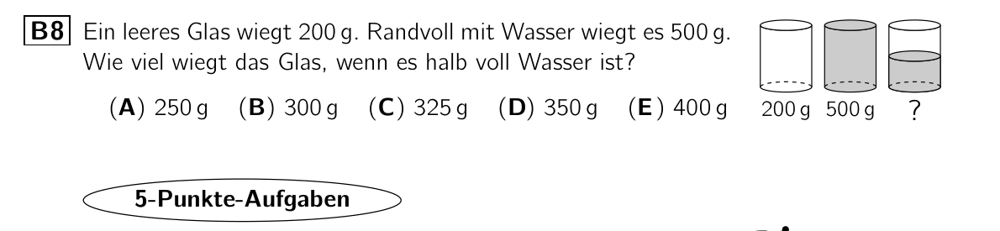 B8 Ein leeres Glas wiegt 200 g. Randvoll mit Wasser wiegt es 500 g.
Wie viel wiegt das Glas, wenn es halb voll Wasser ist?
(A) 250 g (B) 300 g (C) 325 g (D) 350 g (E) 400 g
200 g 500 g ?
5-Punkte-Aufgaben